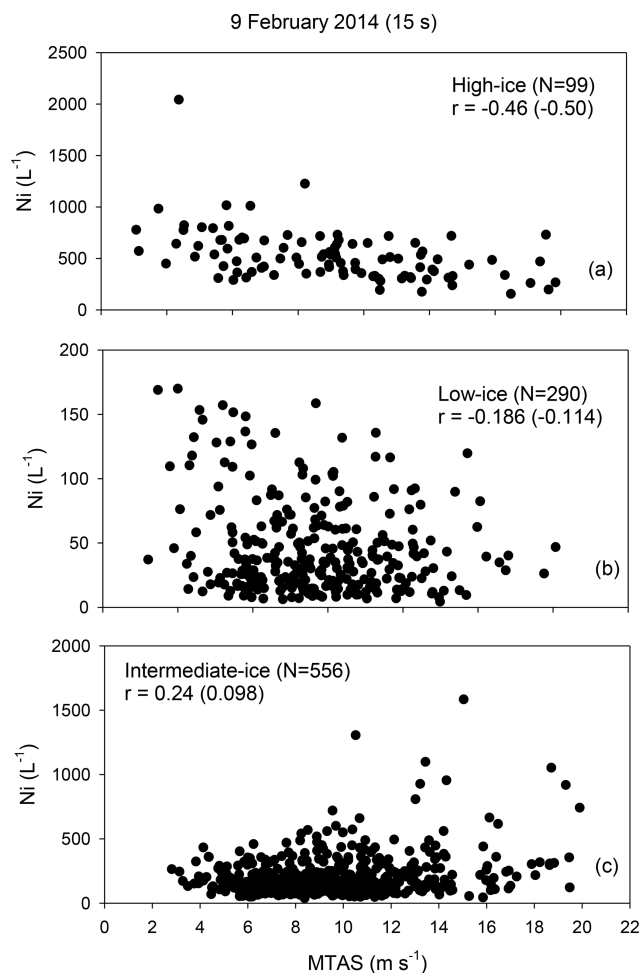 9 February 2014 (15 s)
2500
2000
1500
1000
500
0
Ni (L⁻¹)
High-ice (N=99)
r = -0.46 (-0.50)
(a)
200
150
100
50
0
Ni (L⁻¹)
Low-ice (N=290)
r = -0.186 (-0.114)
(b)
2000
1500
1000
500
0
Ni (L⁻¹)
Intermediate-ice (N=556)
r = 0.24 (0.098)
(c)
0 2 4 6 8 10 12 14 16 18 20 22
MTAS (m s⁻¹)